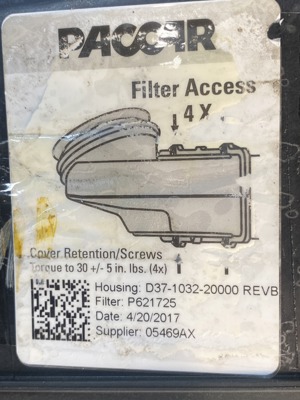 PACCAR
Filter Access
4 X
Cover Retention/Screws
Torque to 30 +/- 5 in. lbs. (4x)
Housing: D37-1032-20000 REVB
Filter: P621725
Date: 4/20/2017
Supplier: 05469AX